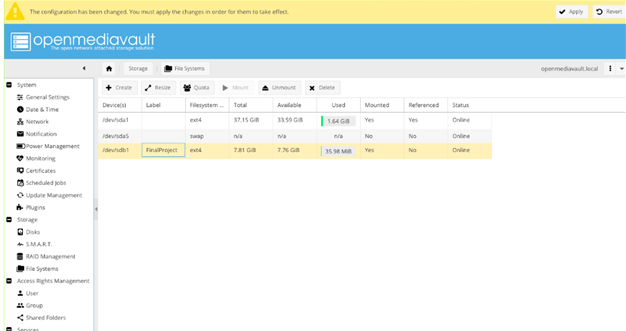 The configuration has been changed. You must apply the changes in order for them to take effect.
Apply
Revert
openmediavault
The open network attached storage solution
Storage
File Systems
openmediavault.local
Create
Resize
Quota
Mount
Unmount
Delete
Device(s) Label Filesystem ... Total Available Used Mounted Referenced Status
/dev/sda1 ext4 37.15 GiB 33.59 GiB 1.64 GiB Yes Yes Online
/dev/sda5 swap n/a n/a n/a No No Online
/dev/sdb1 FinalProject ext4 7.81 GiB 7.76 GiB 35.98 MiB Yes No Online
System
General Settings
Date & Time
Network
Notification
Power Management
Monitoring
Certificates
Scheduled Jobs
Update Management
Plugins
Storage
Disks
S.M.A.R.T.
RAID Management
File Systems
Access Rights Management
User
Group
Shared Folders
Services